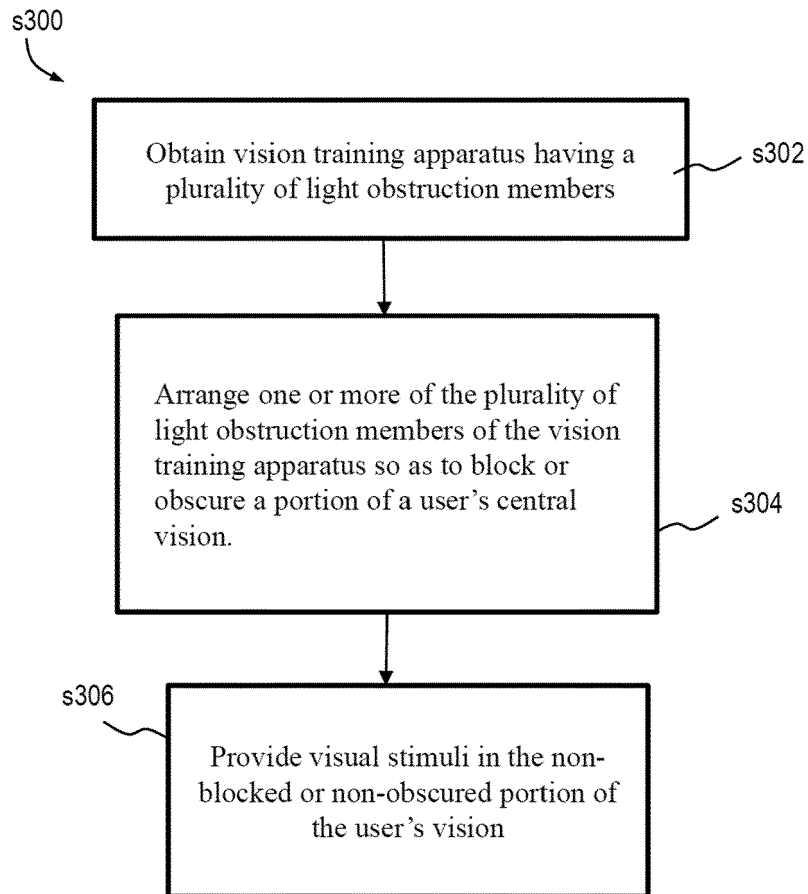 s300
Obtain vision training apparatus having a
plurality of light obstruction members
s302
Arrange one or more of the plurality of
light obstruction members of the vision
training apparatus so as to block or
obscure a portion of a user's central
vision.
s304
s306
Provide visual stimuli in the non-
blocked or non-obscured portion of
the user's vision